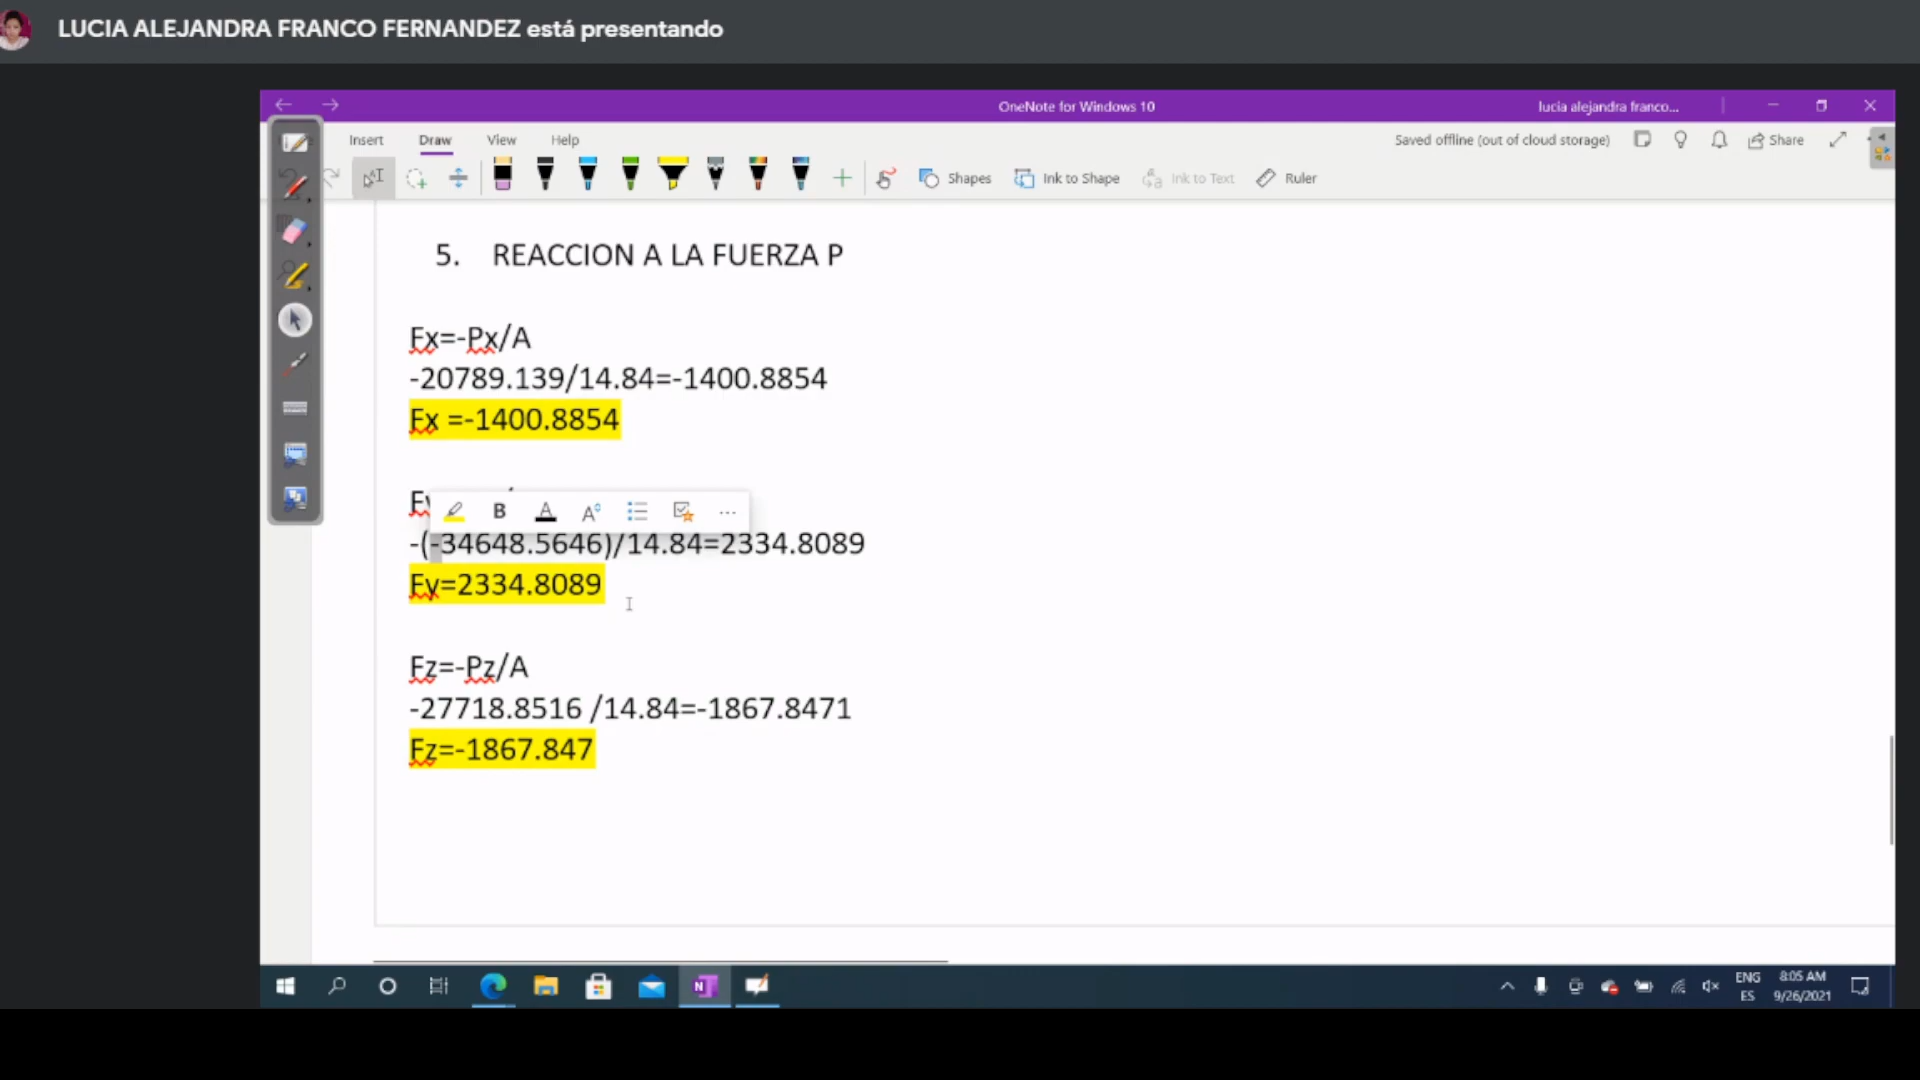 LUCIA ALEJANDRA FRANCO FERNANDEZ está presentando
OneNote for Windows 10
lucia alejandra franco...
Insert
Draw
View
Help
Saved offline (out of cloud storage)
Share
Shapes
Ink to Shape
Ink to Text
Ruler
5. REACCION A LA FUERZA P
Fx=-Px/A
-20789.139/14.84=-1400.8854
Fx =-1400.8854
B A A ...
-(-34648.5646)/14.84=2334.8089
Fy=2334.8089
Fz=-Pz/A
-27718.8516 /14.84=-1867.8471
Fz=-1867.847
ENG
ES
8:05 AM
9/26/2021